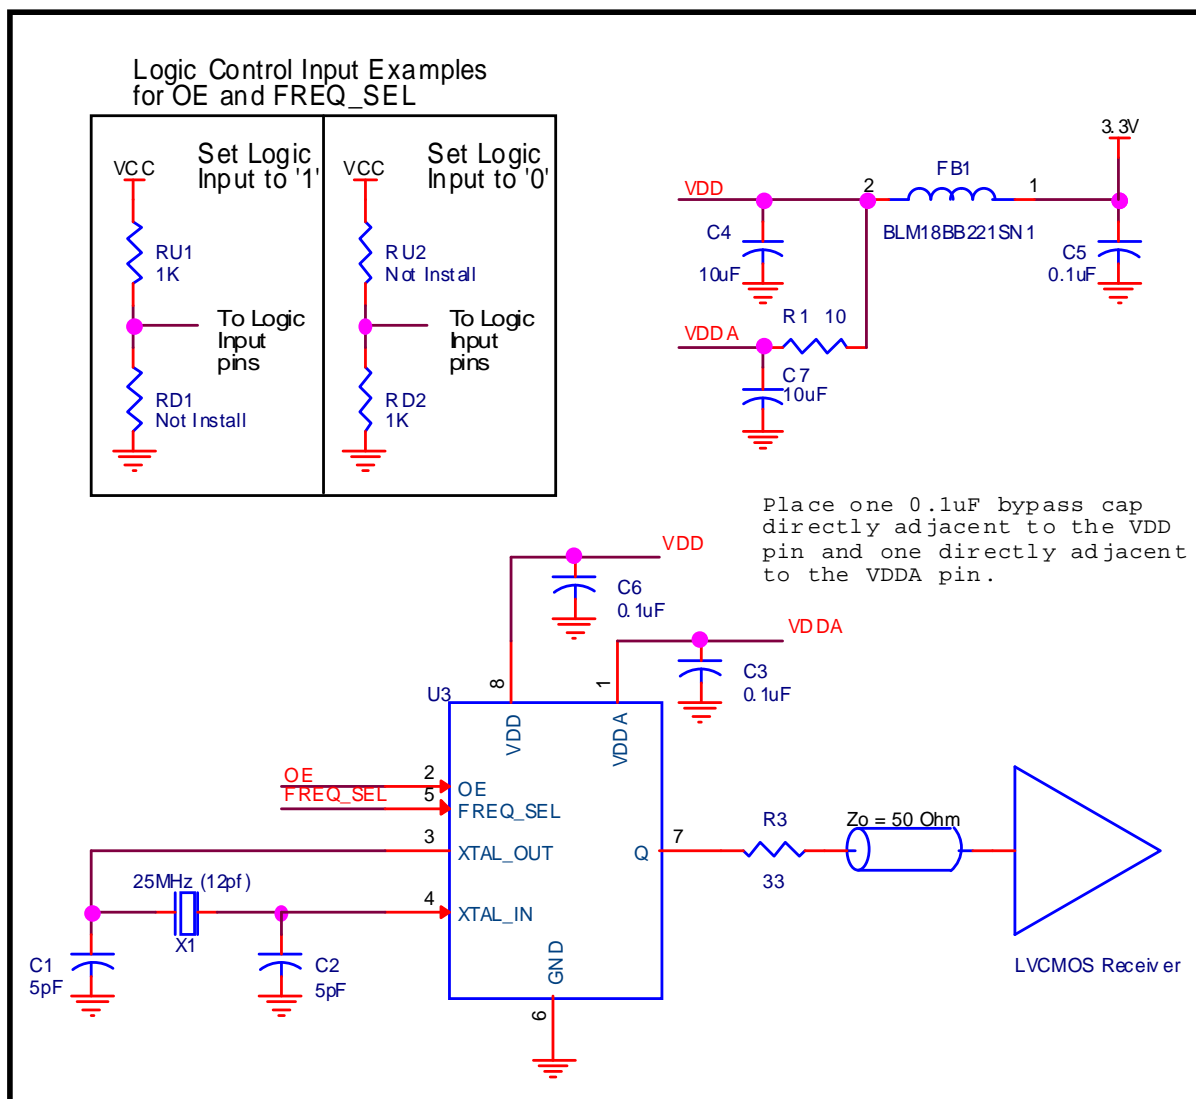 Logic Control Input Examples
for OE and FREQ_SEL
VCC
Set Logic
Input to '1'
RU1
1K
To Logic
Input
pins
RD1
Not Install
VCC
Set Logic
Input to '0'
RU2
Not Install
To Logic
Input
pins
RD2
1K
3.3V
VDD
2
FB1
1
BLM18BB221SN1
C4
10uF
C5
0.1uF
VDDA
R1 10
C7
10uF
Place one 0.1uF bypass cap
directly adjacent to the VDD
pin and one directly adjacent
to the VDDA pin.
VDD
C6
0.1uF
VDDA
C3
0.1uF
U3
8
1
VDD
VDDA
OE
2
OE
FREQ_SEL
5
FREQ_SEL
3
XTAL_OUT
Q
7
R3
33
Zo = 50 Ohm
25MHz (12pf)
X1
4
XTAL_IN
C1
5pF
C2
5pF
GND
6
LVCMOS Receiver